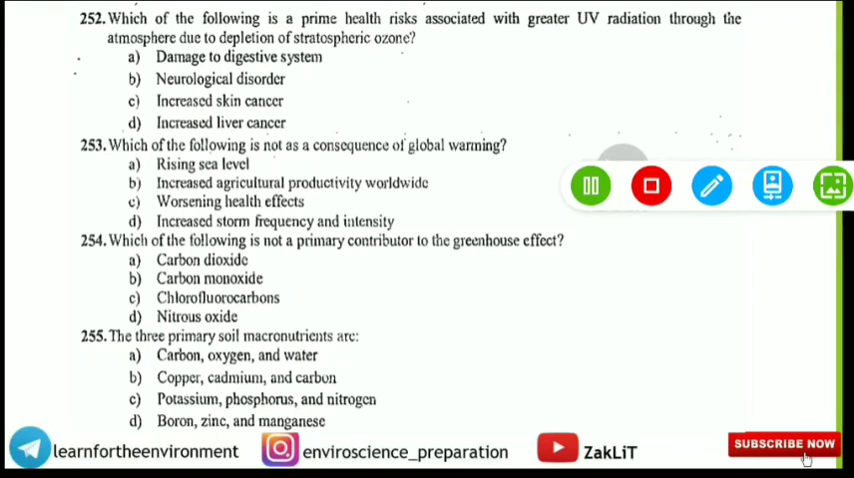 252. Which of the following is a prime health risks associated with greater UV radiation through the
atmosphere due to depletion of stratospheric ozone?
a) Damage to digestive system
b) Neurological disorder
c) Increased skin cancer
d) Increased liver cancer
253. Which of the following is not as a consequence of global warming?
a) Rising sea level
b) Increased agricultural productivity worldwide
c) Worsening health effects
d) Increased storm frequency and intensity
254. Which of the following is not a primary contributor to the greenhouse effect?
a) Carbon dioxide
b) Carbon monoxide
c) Chlorofluorocarbons
d) Nitrous oxide
255. The three primary soil macronutrients are:
a) Carbon, oxygen, and water
b) Copper, cadmium, and carbon
c) Potassium, phosphorus, and nitrogen
d) Boron, zinc, and manganese
learnfortheenvironment enviroscience_preparation ZakLiT SUBSCRIBE NOW